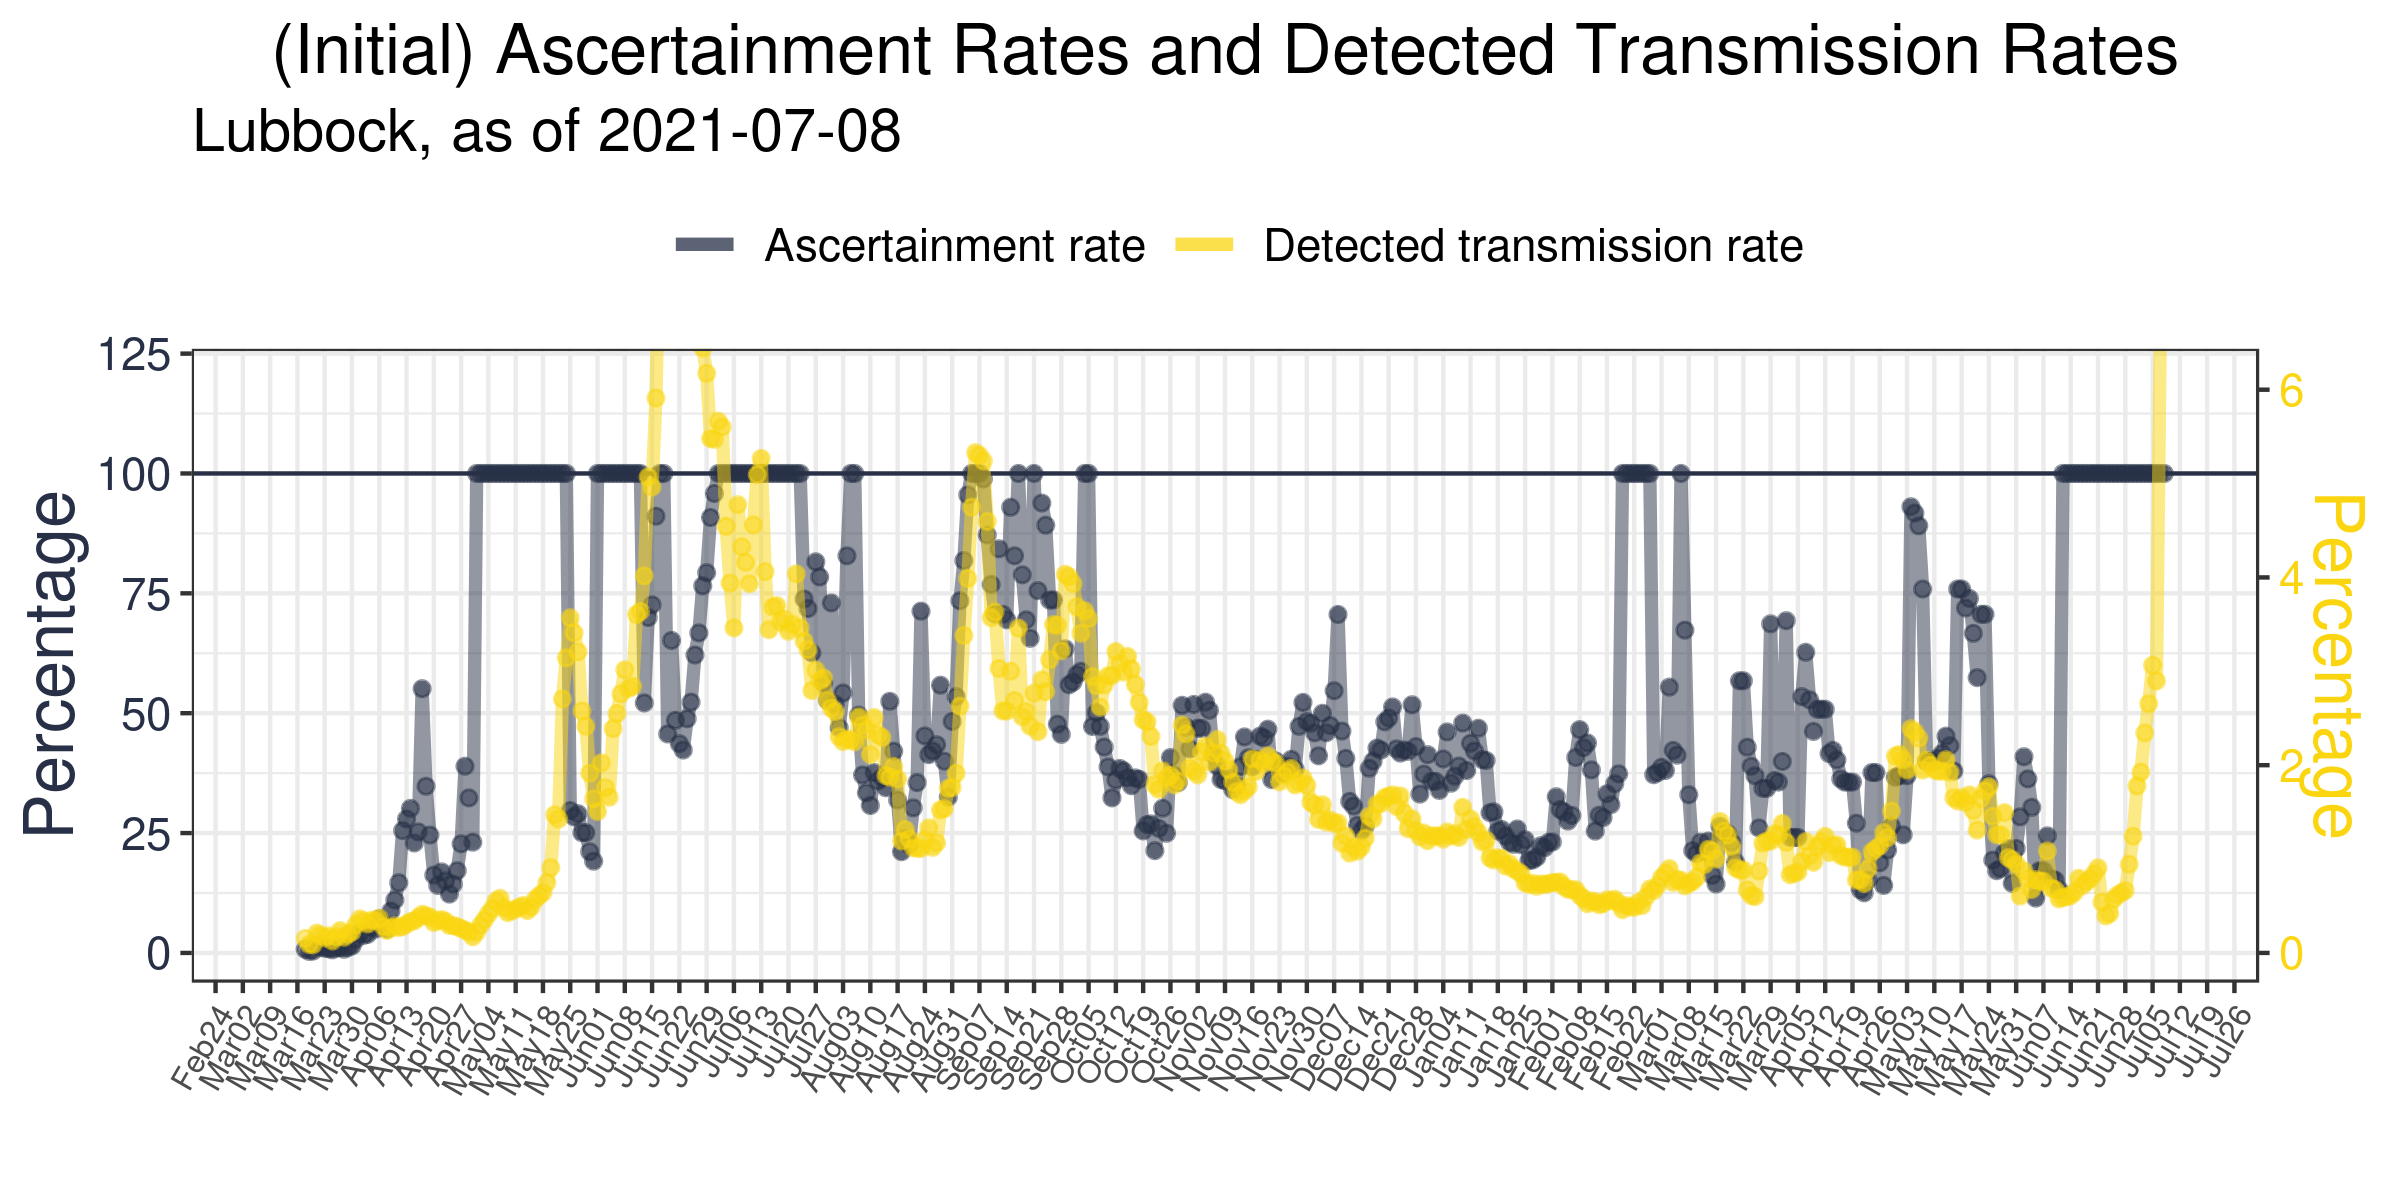 (Initial) Ascertainment Rates and Detected Transmission Rates
Lubbock, as of 2021-07-08
Ascertainment rate
Detected transmission rate
125
100
75
50
25
0
Percentage
6
4
2
0
Percentage
Feb24
Mar02
Mar09
Mar16
Mar23
Mar30
Apr06
Apr13
Apr20
Apr27
May04
May11
May18
May25
Jun01
Jun08
Jun15
Jun22
Jun29
Jul06
Jul13
Jul20
Jul27
Aug03
Aug10
Aug17
Aug24
Aug31
Sep07
Sep14
Sep21
Sep28
Oct05
Oct12
Oct19
Oct26
Nov02
Nov09
Nov16
Nov23
Nov30
Dec07
Dec14
Dec21
Dec28
Jan04
Jan11
Jan18
Jan25
Feb01
Feb08
Feb15
Feb22
Mar01
Mar08
Mar15
Mar22
Mar29
Apr05
Apr12
Apr19
Apr26
May03
May10
May17
May24
May31
Jun07
Jun14
Jun21
Jun28
Jul05
Jul12
Jul19
Jul26